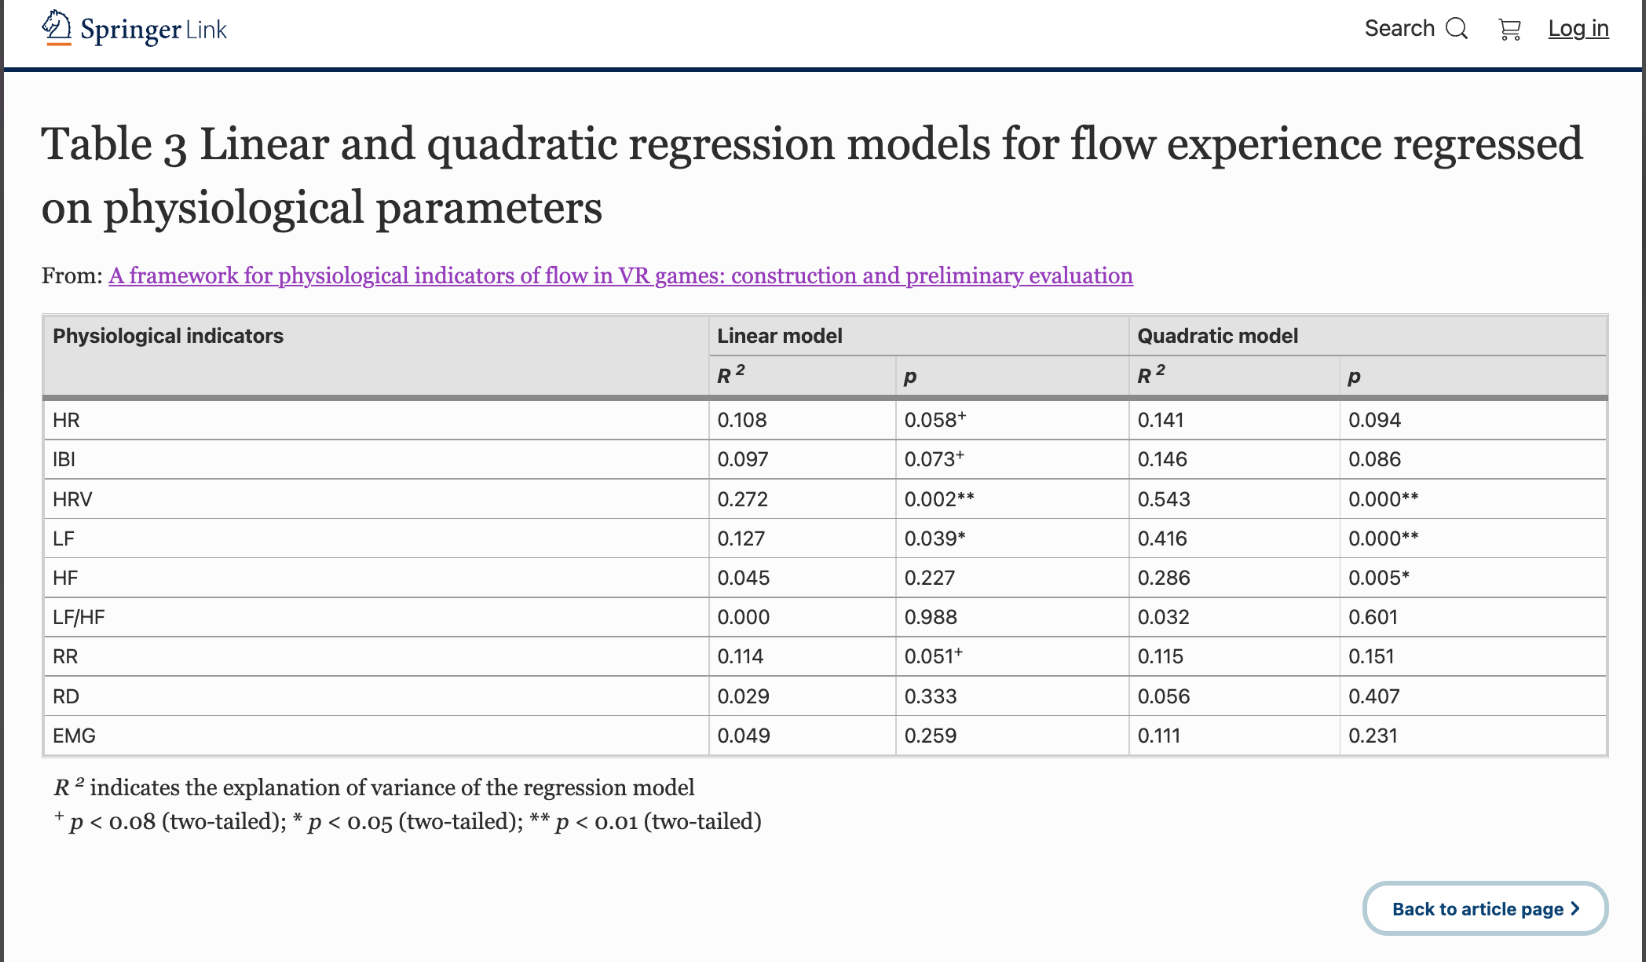 Springer Link
Search
Log in
Table 3 Linear and quadratic regression models for flow experience regressed
on physiological parameters
From: A framework for physiological indicators of flow in VR games: construction and preliminary evaluation
Physiological indicators Linear model Quadratic model
R ² p R ² p
HR 0.108 0.058⁺ 0.141 0.094
IBI 0.097 0.073⁺ 0.146 0.086
HRV 0.272 0.002** 0.543 0.000**
LF 0.127 0.039* 0.416 0.000**
HF 0.045 0.227 0.286 0.005*
LF/HF 0.000 0.988 0.032 0.601
RR 0.114 0.051⁺ 0.115 0.151
RD 0.029 0.333 0.056 0.407
EMG 0.049 0.259 0.111 0.231
R ² indicates the explanation of variance of the regression model
⁺ p < 0.08 (two-tailed); * p < 0.05 (two-tailed); ** p < 0.01 (two-tailed)
Back to article page